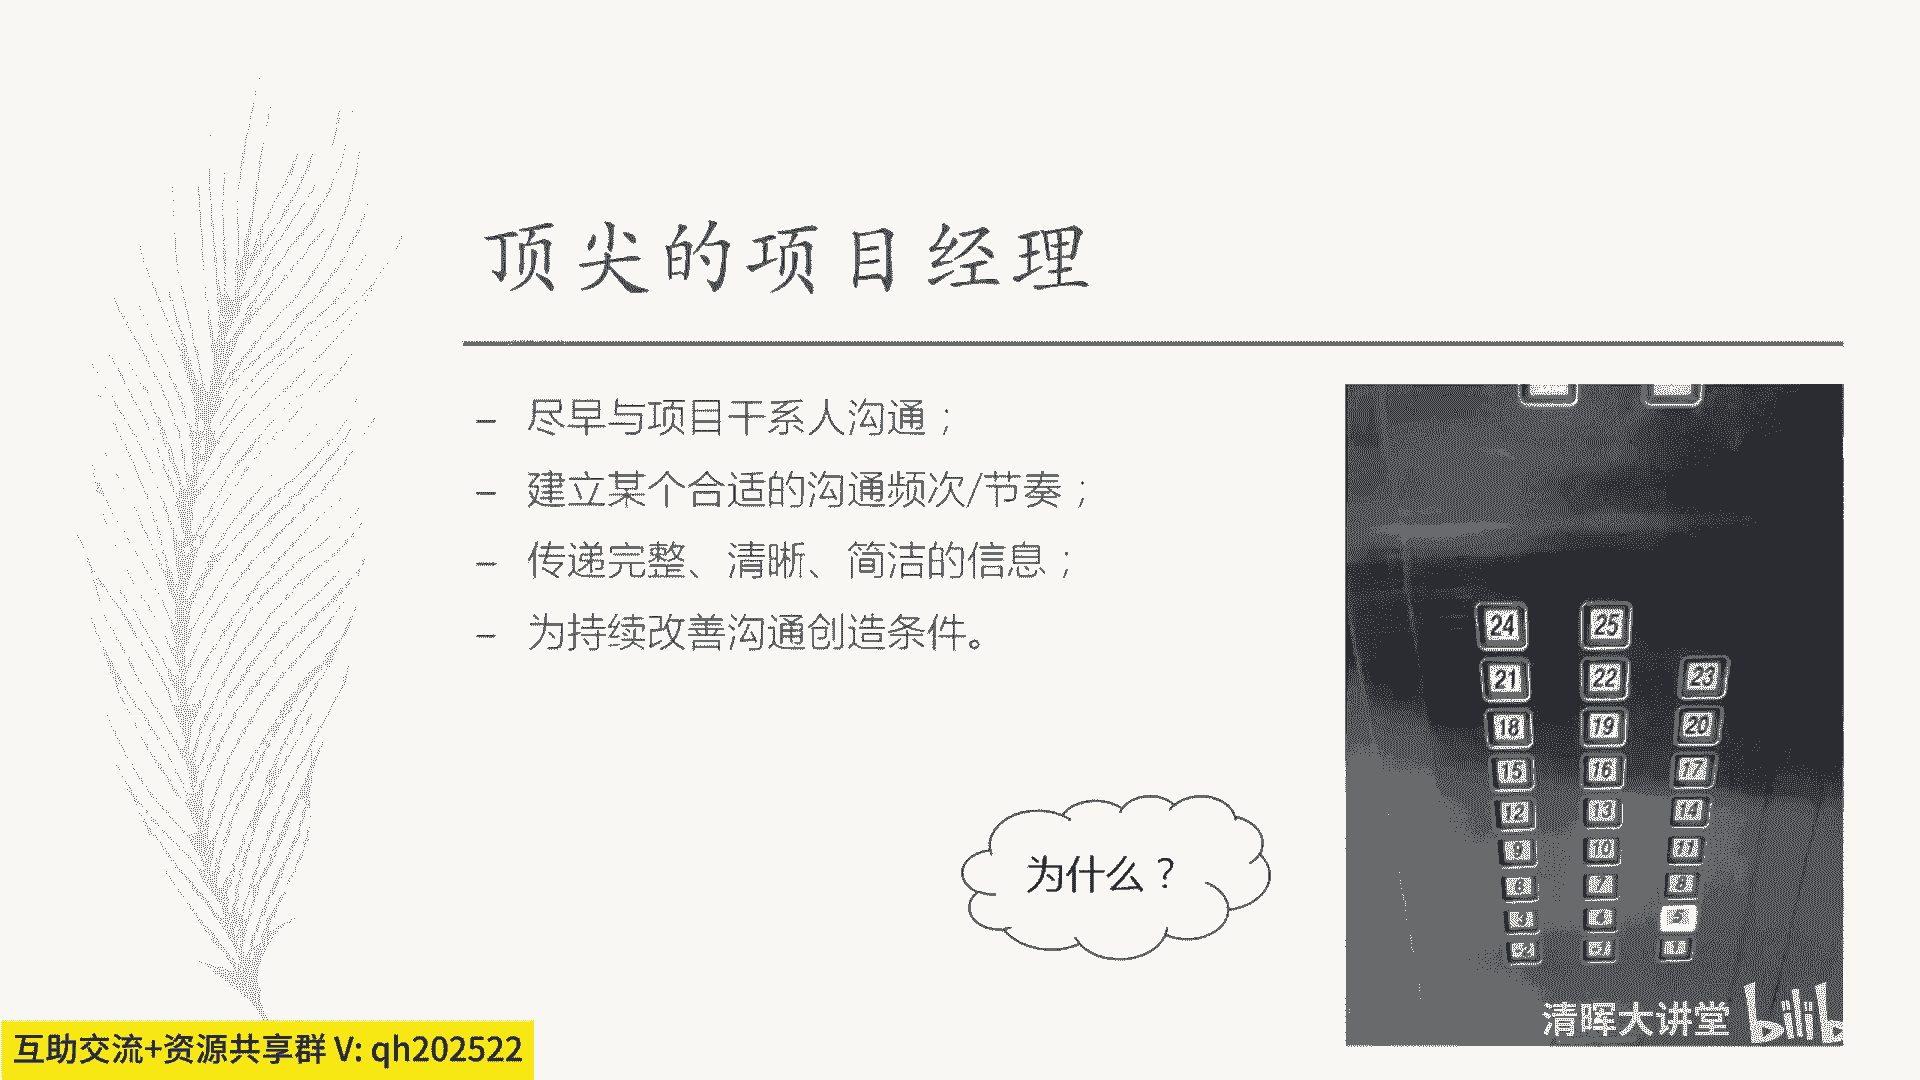 顶尖的项目经理
– 尽早与项目干系人沟通；
– 建立某个合适的沟通频次/节奏；
– 传递完整、清晰、简洁的信息；
– 为持续改善沟通创造条件。
为什么？
24 25
21 22 23
18 19 20
15 16 17
12 13 14
9 10 11
6 7 8
3 4 5
清晖大讲堂
互助交流+资源共享群 V: qh202522